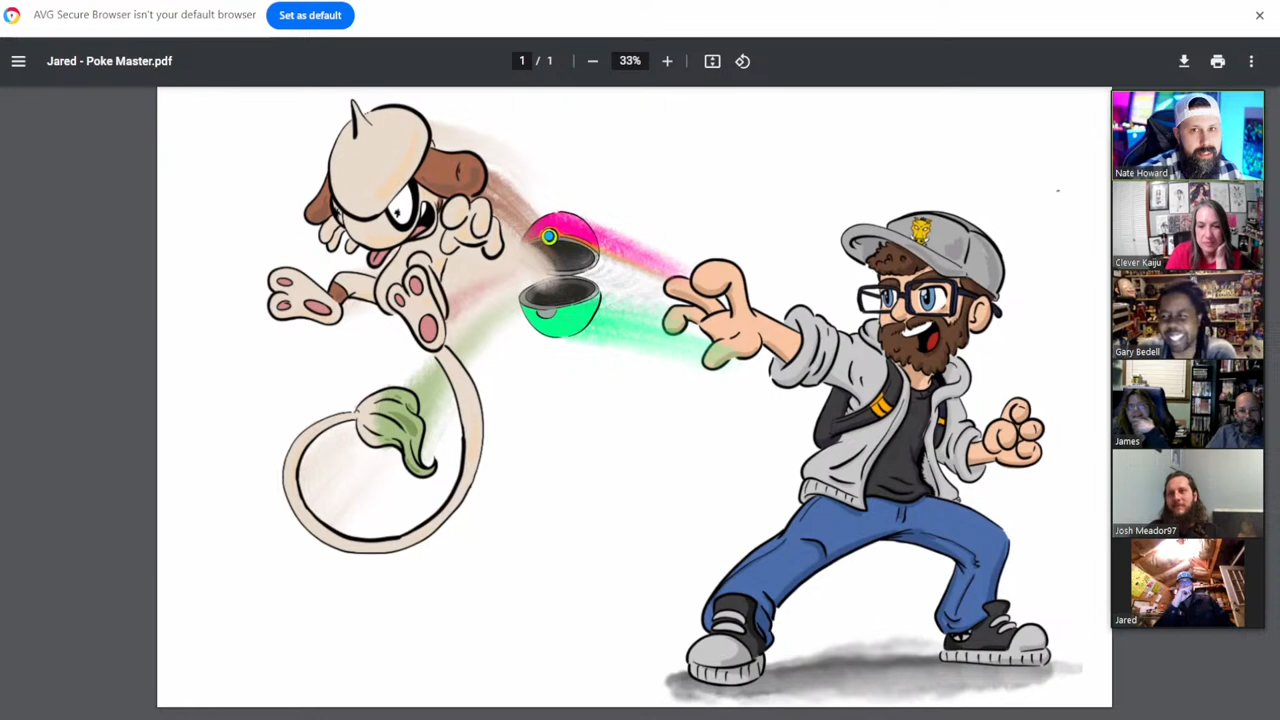 AVG Secure Browser isn't your default browser Set as default
Jared - Poke Master.pdf 1 / 1 33%
Nate Howard
Clever Kaiju
Gary Bedell
James
Josh Meador97
Jared